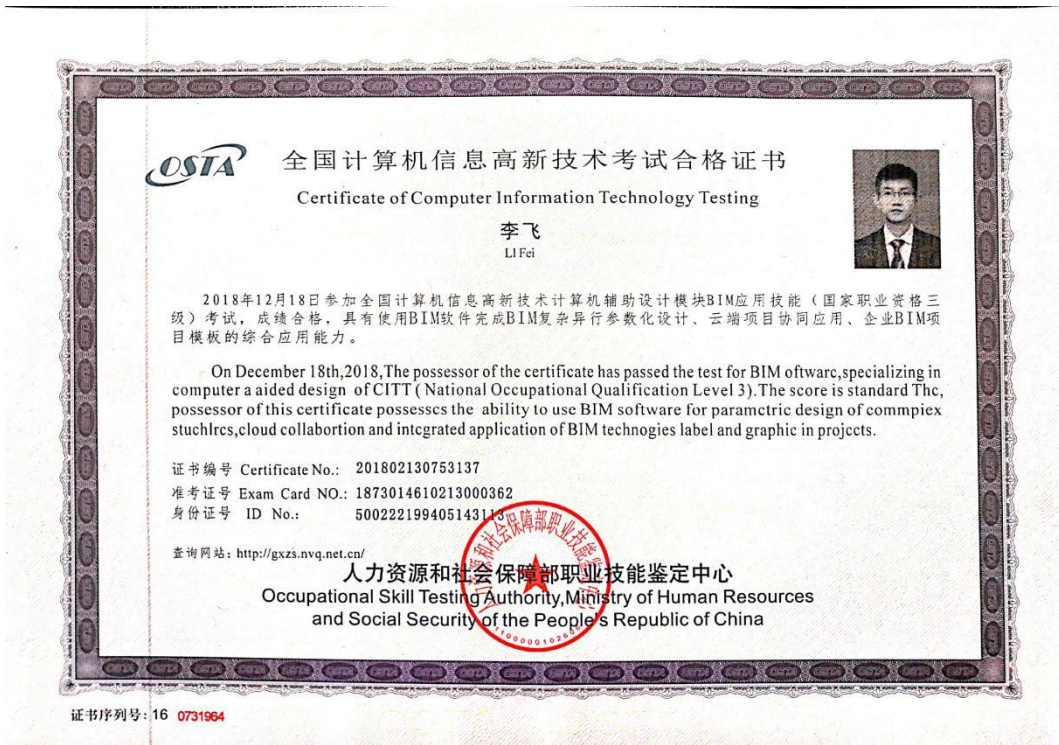 OSTA
全国计算机信息高新技术考试合格证书
Certificate of Computer Information Technology Testing
李飞
LI Fei
2018年12月18日参加全国计算机信息高新技术计算机辅助设计模块BIM应用技能（国家职业资格三
级）考试，成绩合格，具有使用BIM软件完成BIM复杂异行参数化设计、云端项目协同应用、企业BIM项
目模板的综合应用能力。
On December 18th,2018,The possessor of the certificate has passed the test for BIM oftwarc,specializing in
computer a aided design of CITT ( National Occupational Qualification Level 3).The score is standard Thc,
possessor of this certificate possesscs the ability to use BIM software for paramctric design of commpiex
stuchlrcs,cloud collabortion and intcgrated application of BIM technogies label and graphic in projccts.
证书编号 Certificate No.: 201802130753137
准考证号 Exam Card NO.: 1873014610213000362
身份证号 ID No.: 500222199405143113
查询网站: http://gxzs.nvq.net.cn/
人力资源和社会保障部职业技能鉴定中心
Occupational Skill Testing Authority,Ministry of Human Resources
and Social Security of the People's Republic of China
证书序列号: 16 0731964